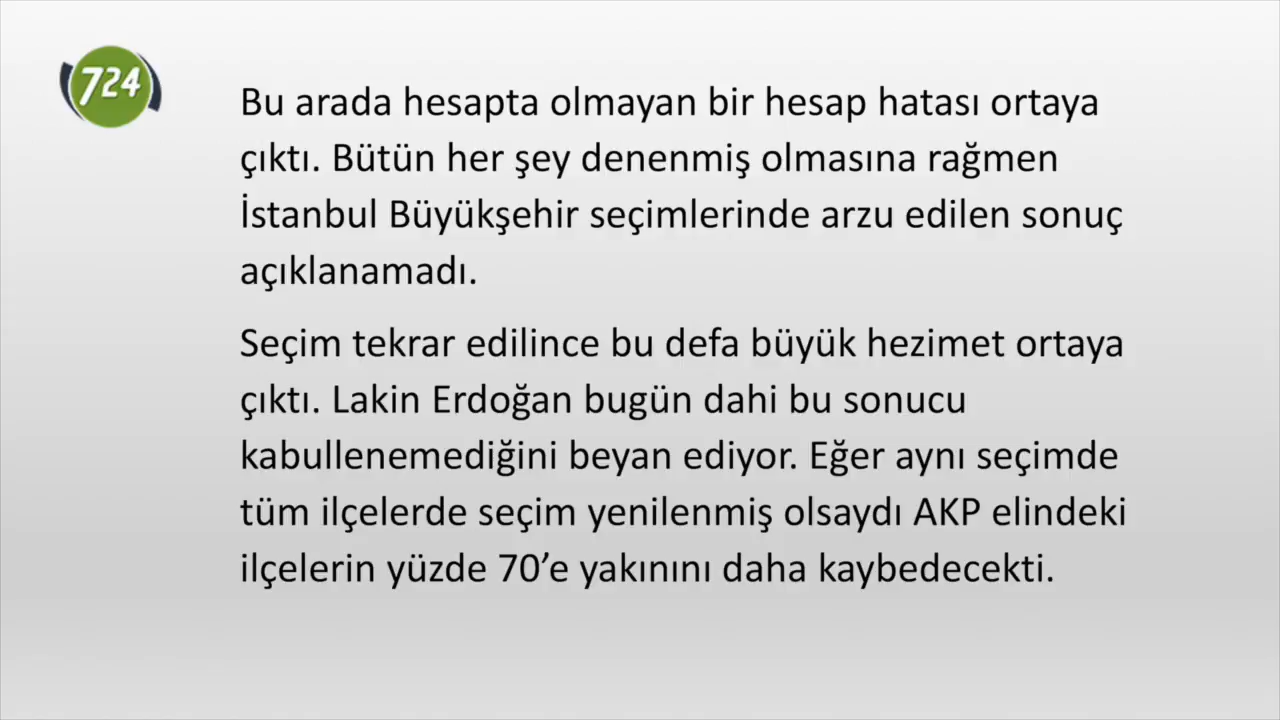 724
Bu arada hesapta olmayan bir hesap hatası ortaya
çıktı. Bütün her şey denenmiş olmasına rağmen
İstanbul Büyükşehir seçimlerinde arzu edilen sonuç
açıklanamadı.
Seçim tekrar edilince bu defa büyük hezimet ortaya
çıktı. Lakin Erdoğan bugün dahi bu sonucu
kabullenemediğini beyan ediyor. Eğer aynı seçimde
tüm ilçelerde seçim yenilenmiş olsaydı AKP elindeki
ilçelerin yüzde 70’e yakınını daha kaybedecekti.